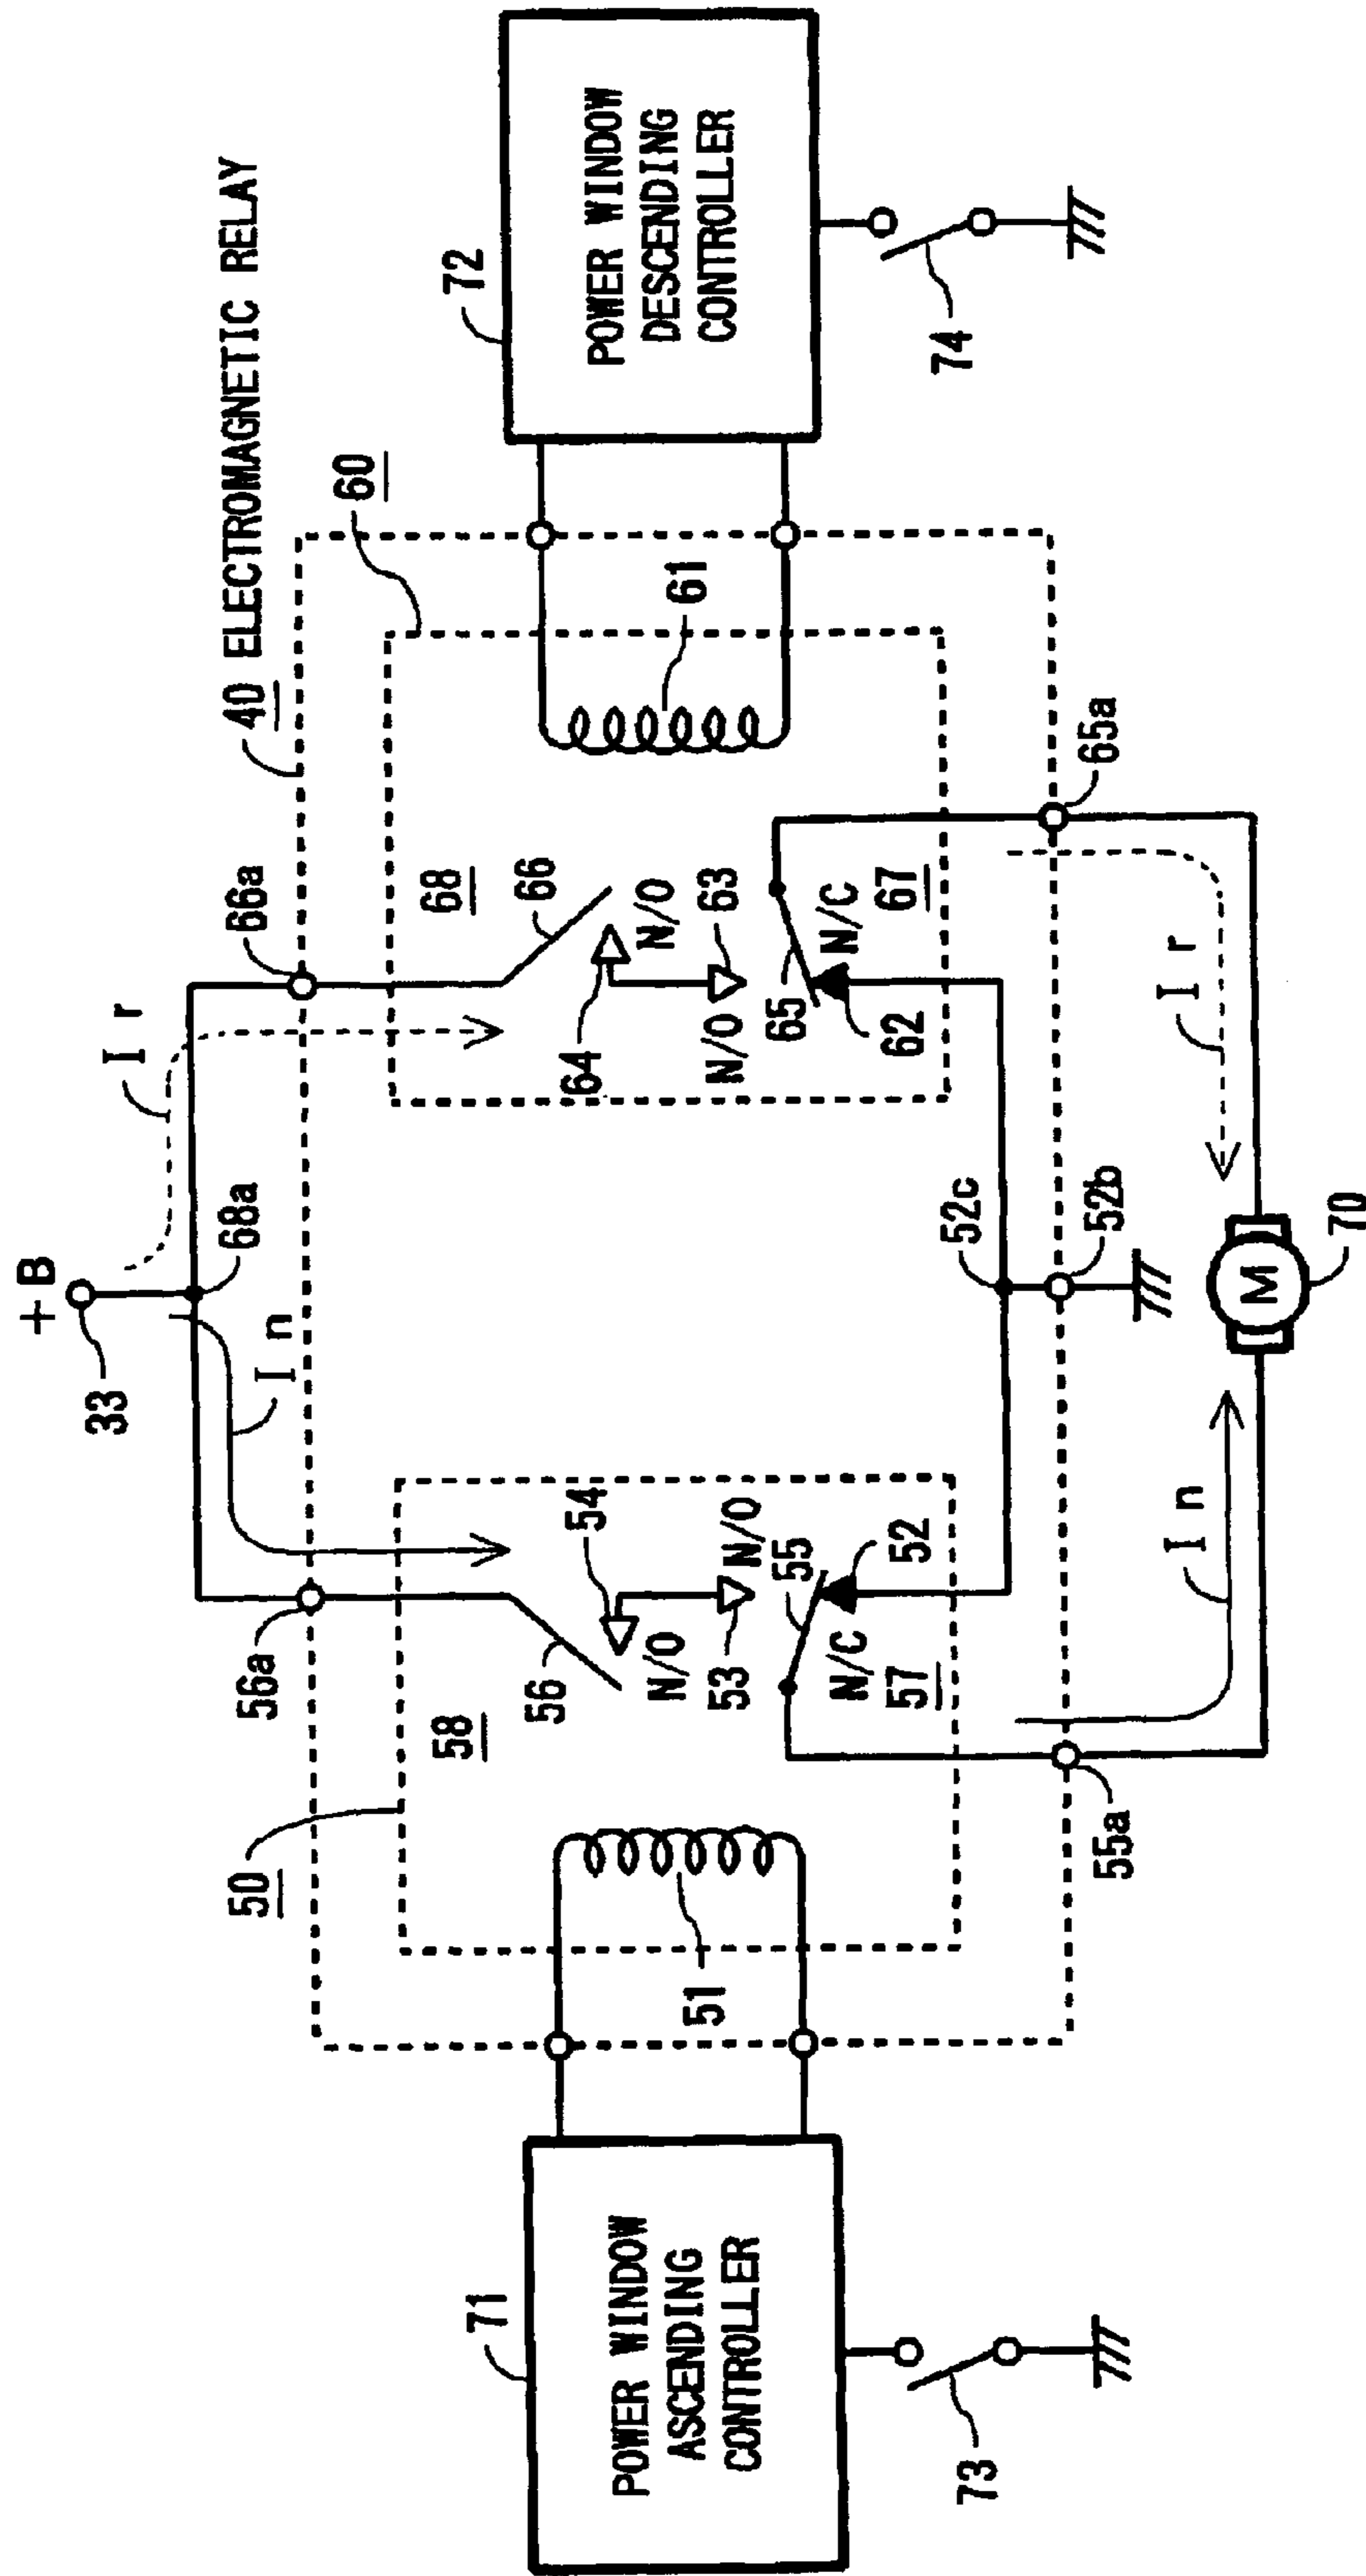 +B
33
I n
I r
68a
56a
66a
40 ELECTROMAGNETIC RELAY
50
60
58
56
54
N/O
53
N/O
55
N/C
57
52
68
66
64
N/O
N/O
63
65
N/C
67
62
51
61
71
POWER WINDOW
ASCENDING
CONTROLLER
73
72
POWER WINDOW
DESCENDING
CONTROLLER
74
52c
52b
55a
65a
I n
I r
M
70